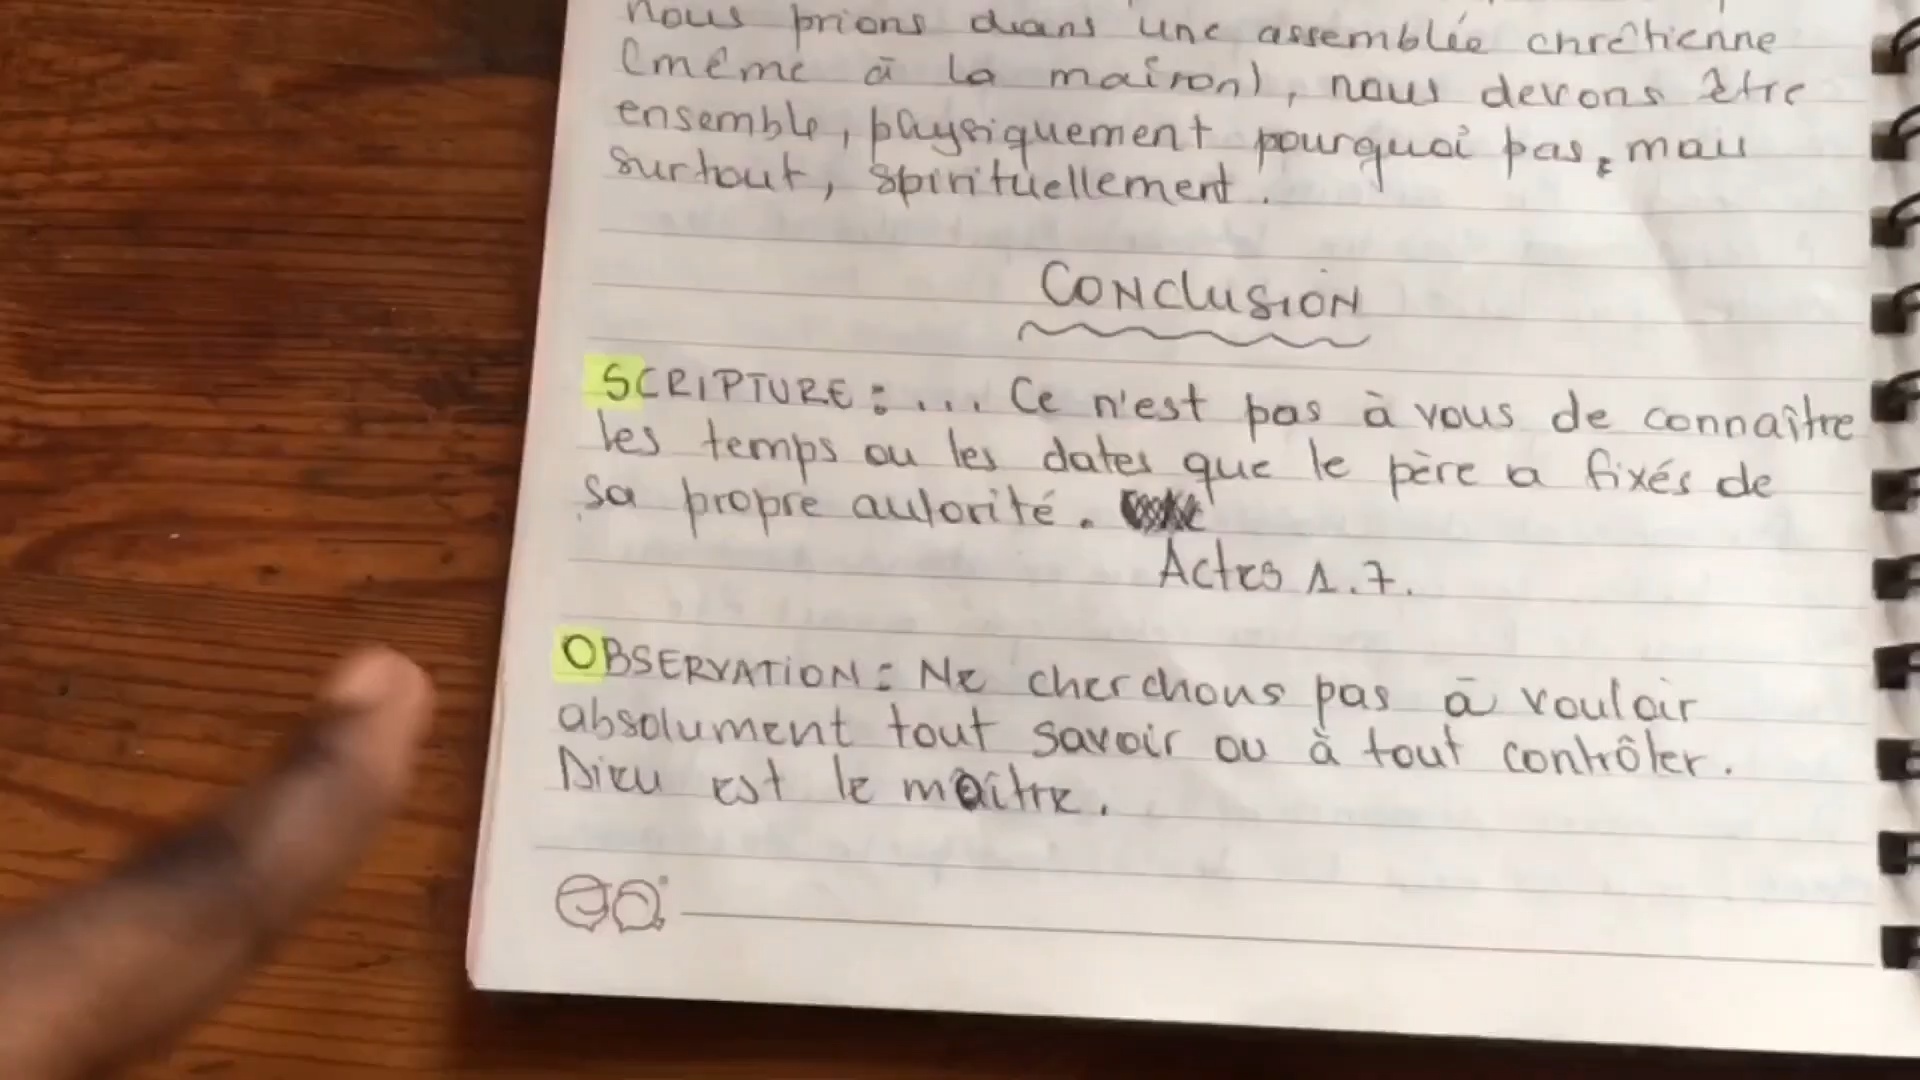 nous prions dans une assemblée chrétienne
(même à la maison), nous devons être
ensemble, paysiquement pourquoi pas, mais
surtout, spirituellement.
CONCLUSION
SCRIPTURE : ... Ce n'est pas à vous de connaître
les temps ou les dates que le père a fixés de
sa propre autorité.
Actes 1.7.
OBSERVATION : Ne cherchons pas à vouloir
absolument tout savoir ou à tout contrôler.
Dieu est le maître.